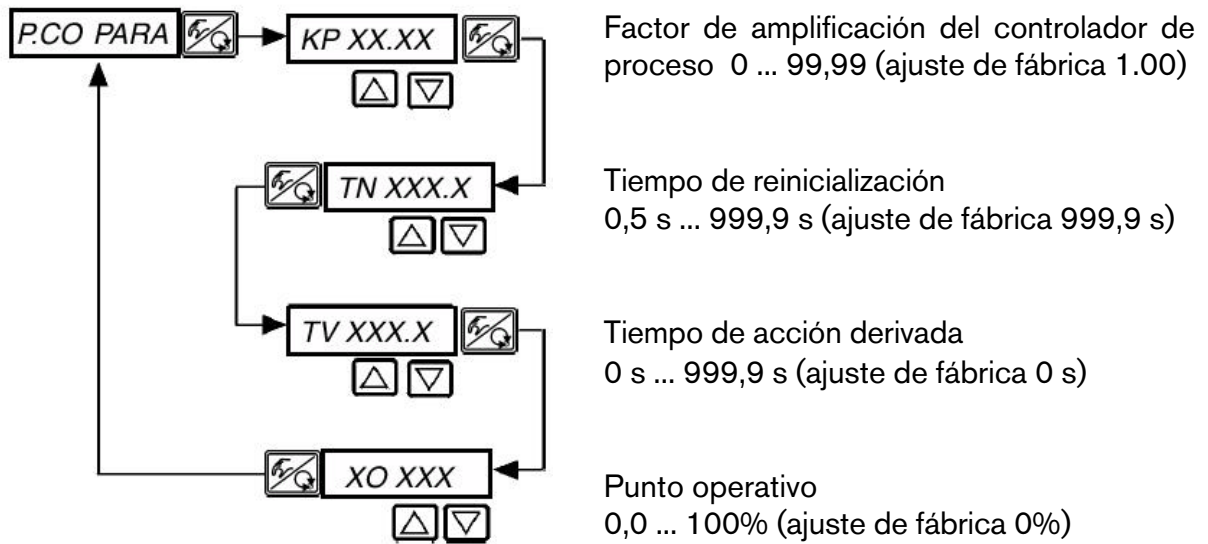 P.CO PARA
KP XX.XX
Factor de amplificación del controlador de
proceso 0 ... 99,99 (ajuste de fábrica 1.00)
TN XXX.X
Tiempo de reinicialización
0,5 s ... 999,9 s (ajuste de fábrica 999,9 s)
TV XXX.X
Tiempo de acción derivada
0 s ... 999,9 s (ajuste de fábrica 0 s)
XO XXX
Punto operativo
0,0 ... 100% (ajuste de fábrica 0%)